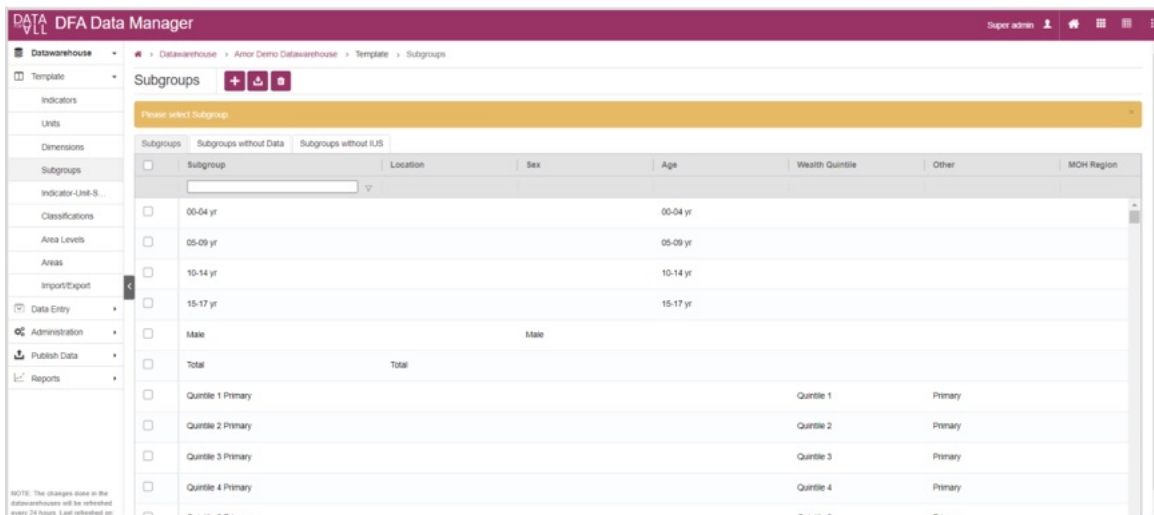 DATA FOR ALL DFA Data Manager Super admin
Datawarehouse
Datawarehouse > Amor Demo Datawarehouse > Template > Subgroups
Template
Subgroups
Indicators
Units
Please select Subgroup.
Dimensions
Subgroups Subgroups without Data Subgroups without IUS
Subgroups
Subgroup Location Sex Age Wealth Quintile Other MOH Region
Indicator-Unit-S...
Classifications
00-04 yr 00-04 yr
Area Levels
05-09 yr 05-09 yr
Areas
10-14 yr 10-14 yr
Import/Export
15-17 yr 15-17 yr
Data Entry
Administration
Male Male
Publish Data
Total Total
Reports
Quintile 1 Primary Quintile 1 Primary
Quintile 2 Primary Quintile 2 Primary
Quintile 3 Primary Quintile 3 Primary
Quintile 4 Primary Quintile 4 Primary
NOTE: The changes done in the
datawarehouses will be refreshed
every 24 hours. Last refreshed on